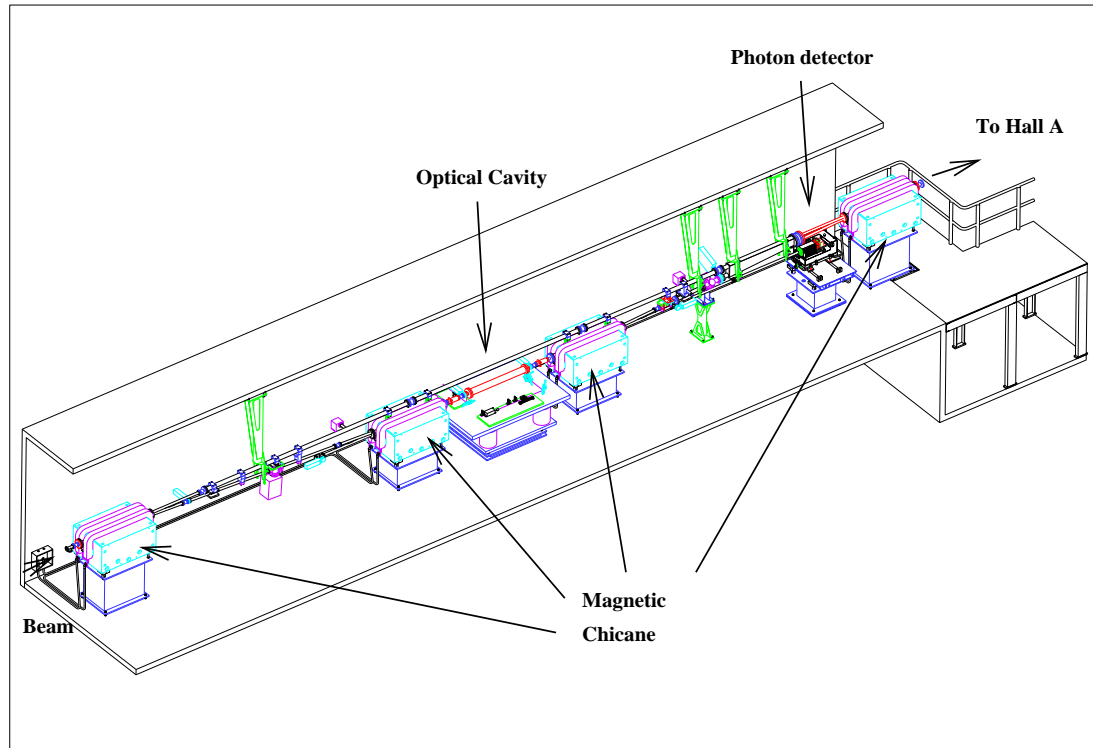 Photon detector
To Hall A
Optical Cavity
Magnetic
Chicane
Beam